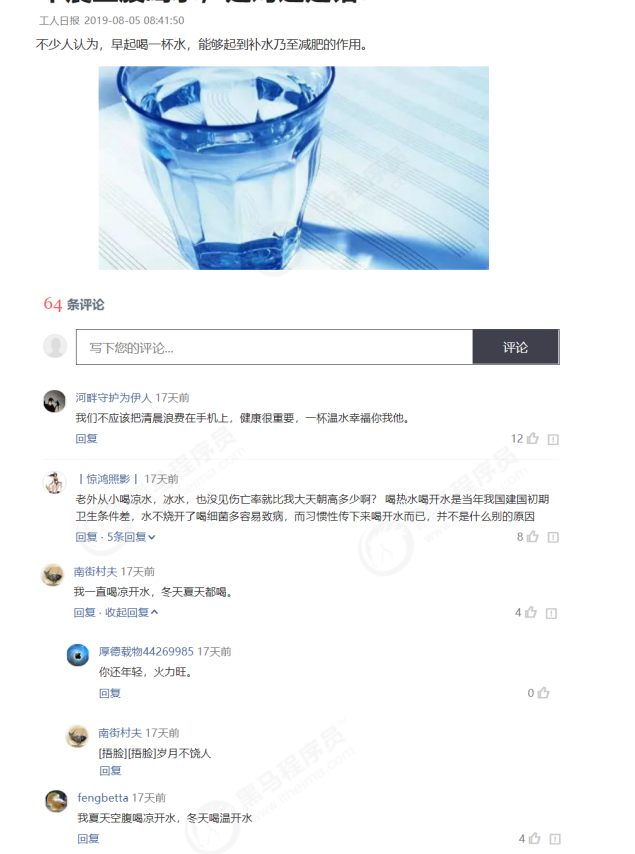 工人日报 2019-08-05 08:41:50
不少人认为，早起喝一杯水，能够起到补水乃至减肥的作用。
64 条评论
写下您的评论...
评论
河畔守护为伊人 17天前
我们不应该把清晨浪费在手机上，健康很重要，一杯温水幸福你我他。
回复
12
丨惊鸿照影丨 17天前
老外从小喝凉水，冰水，也没见伤亡率就比我大天朝高多少啊？ 喝热水喝开水是当年我国建国初期
卫生条件差，水不烧开了喝细菌多容易致病，而习惯性传下来喝开水而已，并不是什么别的原因
回复 · 5条回复
8
南街村夫 17天前
我一直喝凉开水，冬天夏天都喝。
回复 · 收起回复
4
厚德载物44269985 17天前
你还年轻，火力旺。
回复
0
南街村夫 17天前
[捂脸][捂脸]岁月不饶人
回复
fengbetta 17天前
我夏天空腹喝凉开水，冬天喝温开水
回复
4
黑马程序员
www.itheima.com